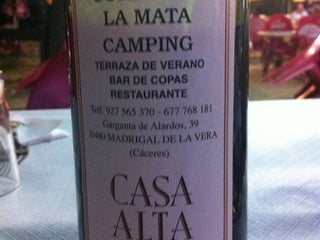 LA MATA
CAMPING
TERRAZA DE VERANO
BAR DE COPAS
RESTAURANTE
Telf. 927 565 370 - 677 768 181
Garganta de Alardos, 39
10480 MADRIGAL DE LA VERA
(Cáceres)
CASA
ALTA